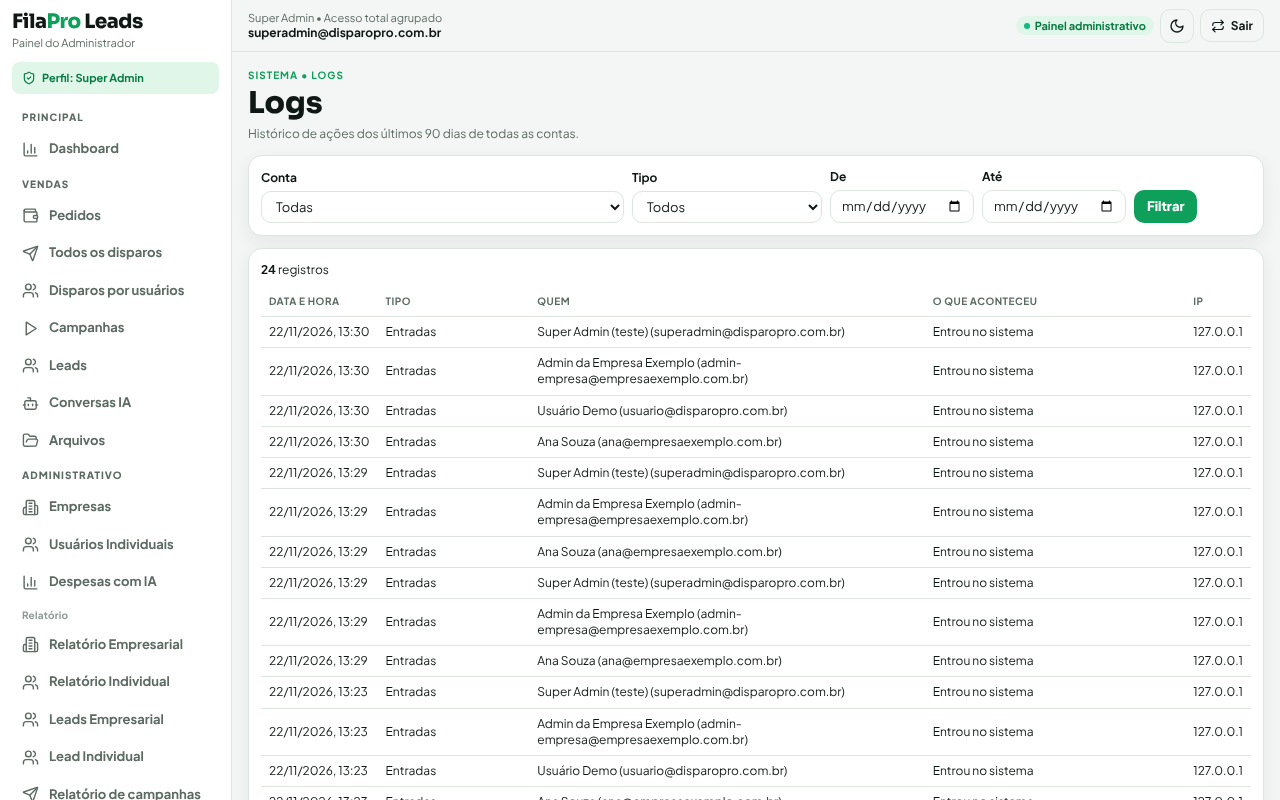 FilaPro Leads
Painel do Administrador
Perfil: Super Admin
PRINCIPAL
Dashboard
VENDAS
Pedidos
Todos os disparos
Disparos por usuários
Campanhas
Leads
Conversas IA
Arquivos
ADMINISTRATIVO
Empresas
Usuários Individuais
Despesas com IA
Relatório
Relatório Empresarial
Relatório Individual
Leads Empresarial
Lead Individual
Relatório de campanhas
Super Admin • Acesso total agrupado
superadmin@disparopro.com.br
Painel administrativo
Sair
SISTEMA • LOGS
Logs
Histórico de ações dos últimos 90 dias de todas as contas.
Conta Tipo De Até
Todas Todos mm/dd/yyyy mm/dd/yyyy Filtrar
24 registros
DATA E HORA TIPO QUEM O QUE ACONTECEU IP
22/11/2026, 13:30 Entradas Super Admin (teste) (superadmin@disparopro.com.br) Entrou no sistema 127.0.0.1
22/11/2026, 13:30 Entradas Admin da Empresa Exemplo (admin-
empresa@empresaexemplo.com.br) Entrou no sistema 127.0.0.1
22/11/2026, 13:30 Entradas Usuário Demo (usuario@disparopro.com.br) Entrou no sistema 127.0.0.1
22/11/2026, 13:30 Entradas Ana Souza (ana@empresaexemplo.com.br) Entrou no sistema 127.0.0.1
22/11/2026, 13:29 Entradas Super Admin (teste) (superadmin@disparopro.com.br) Entrou no sistema 127.0.0.1
22/11/2026, 13:29 Entradas Admin da Empresa Exemplo (admin-
empresa@empresaexemplo.com.br) Entrou no sistema 127.0.0.1
22/11/2026, 13:29 Entradas Ana Souza (ana@empresaexemplo.com.br) Entrou no sistema 127.0.0.1
22/11/2026, 13:29 Entradas Super Admin (teste) (superadmin@disparopro.com.br) Entrou no sistema 127.0.0.1
22/11/2026, 13:29 Entradas Admin da Empresa Exemplo (admin-
empresa@empresaexemplo.com.br) Entrou no sistema 127.0.0.1
22/11/2026, 13:29 Entradas Ana Souza (ana@empresaexemplo.com.br) Entrou no sistema 127.0.0.1
22/11/2026, 13:23 Entradas Super Admin (teste) (superadmin@disparopro.com.br) Entrou no sistema 127.0.0.1
22/11/2026, 13:23 Entradas Admin da Empresa Exemplo (admin-
empresa@empresaexemplo.com.br) Entrou no sistema 127.0.0.1
22/11/2026, 13:23 Entradas Usuário Demo (usuario@disparopro.com.br) Entrou no sistema 127.0.0.1